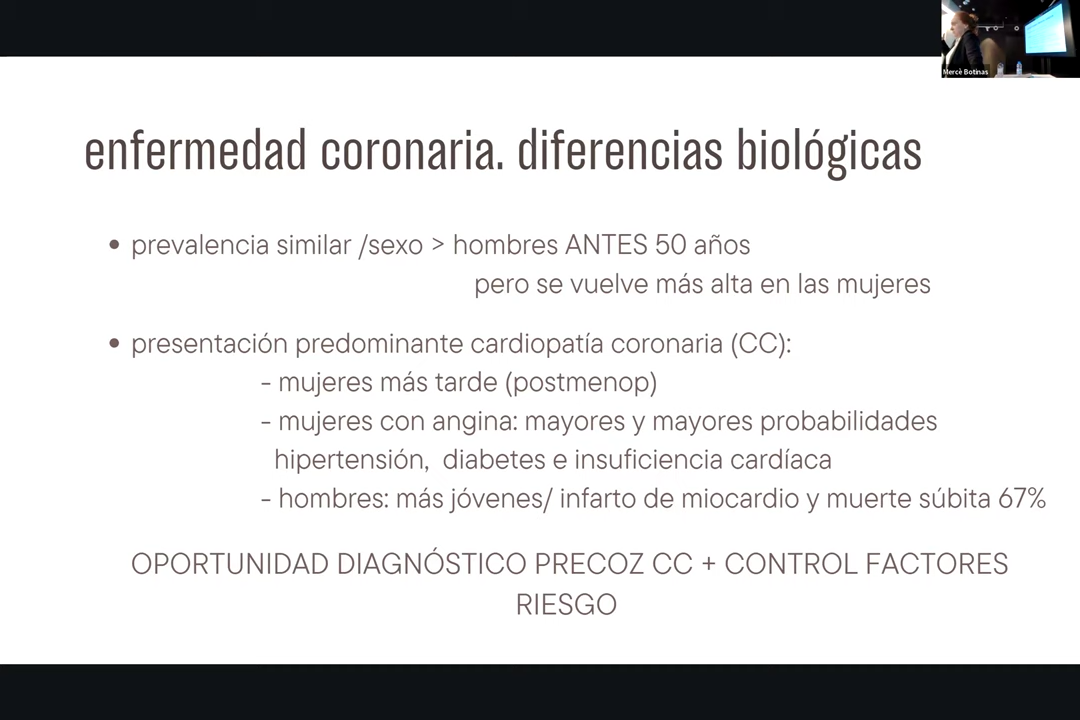 Mercè Botinas
enfermedad coronaria. diferencias biológicas
• prevalencia similar /sexo > hombres ANTES 50 años
pero se vuelve más alta en las mujeres
• presentación predominante cardiopatía coronaria (CC):
- mujeres más tarde (postmenop)
- mujeres con angina: mayores y mayores probabilidades
hipertensión, diabetes e insuficiencia cardíaca
- hombres: más jóvenes/ infarto de miocardio y muerte súbita 67%
OPORTUNIDAD DIAGNÓSTICO PRECOZ CC + CONTROL FACTORES
RIESGO